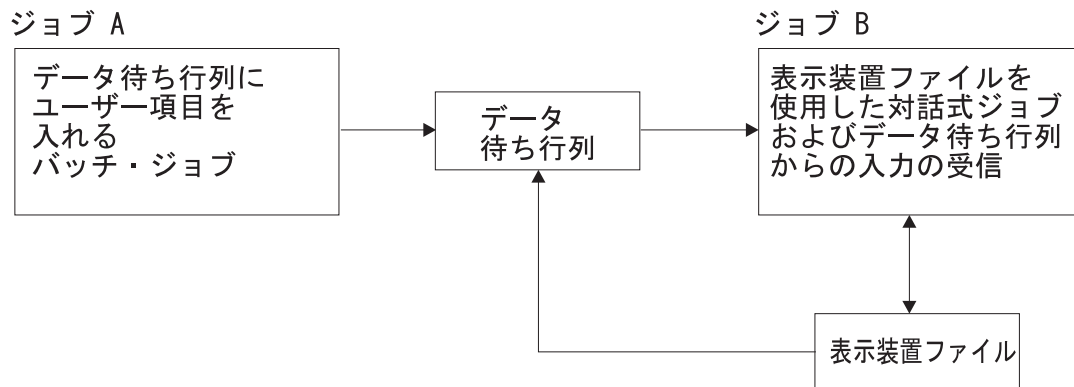 ジョブ A
データ待ち行列に
ユーザー項目を
入れる
バッチ・ジョブ
データ
待ち行列
ジョブ B
表示装置ファイルを
使用した対話式ジョブ
およびデータ待ち行列
からの入力の受信
表示装置ファイル